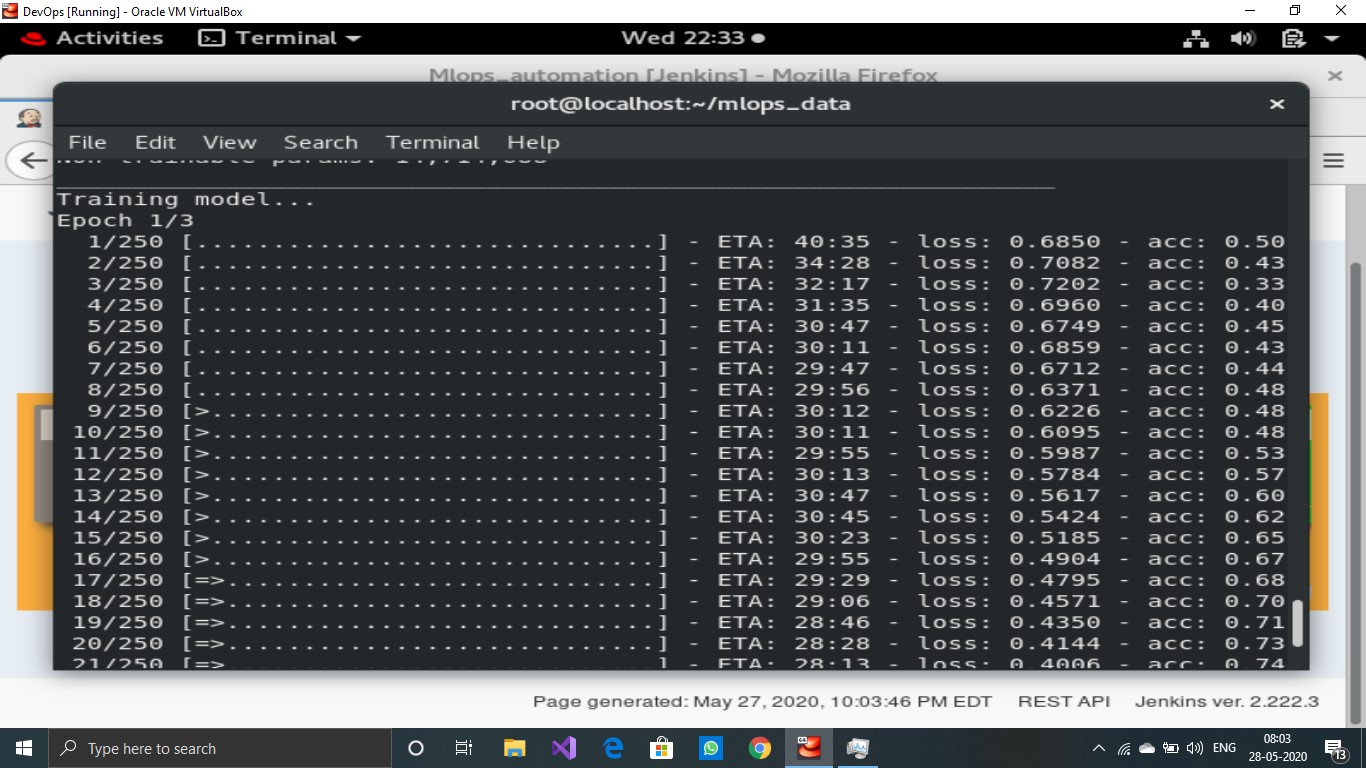 DevOps [Running] - Oracle VM VirtualBox
Activities Terminal Wed 22:33
Mlops_automation [Jenkins] - Mozilla Firefox
root@localhost:~/mlops_data
File Edit View Search Terminal Help
Non-trainable params: 14,714,688
Training model...
Epoch 1/3
1/250 [..............................] - ETA: 40:35 - loss: 0.6850 - acc: 0.50
2/250 [..............................] - ETA: 34:28 - loss: 0.7082 - acc: 0.43
3/250 [..............................] - ETA: 32:17 - loss: 0.7202 - acc: 0.33
4/250 [..............................] - ETA: 31:35 - loss: 0.6960 - acc: 0.40
5/250 [..............................] - ETA: 30:47 - loss: 0.6749 - acc: 0.45
6/250 [..............................] - ETA: 30:11 - loss: 0.6859 - acc: 0.43
7/250 [..............................] - ETA: 29:47 - loss: 0.6712 - acc: 0.44
8/250 [..............................] - ETA: 29:56 - loss: 0.6371 - acc: 0.48
9/250 [>.............................] - ETA: 30:12 - loss: 0.6226 - acc: 0.48
10/250 [>.............................] - ETA: 30:11 - loss: 0.6095 - acc: 0.48
11/250 [>.............................] - ETA: 29:55 - loss: 0.5987 - acc: 0.53
12/250 [>.............................] - ETA: 30:13 - loss: 0.5784 - acc: 0.57
13/250 [>.............................] - ETA: 30:47 - loss: 0.5617 - acc: 0.60
14/250 [>.............................] - ETA: 30:45 - loss: 0.5424 - acc: 0.62
15/250 [>.............................] - ETA: 30:23 - loss: 0.5185 - acc: 0.65
16/250 [>.............................] - ETA: 29:55 - loss: 0.4904 - acc: 0.67
17/250 [=>............................] - ETA: 29:29 - loss: 0.4795 - acc: 0.68
18/250 [=>............................] - ETA: 29:06 - loss: 0.4571 - acc: 0.70
19/250 [=>............................] - ETA: 28:46 - loss: 0.4350 - acc: 0.71
20/250 [=>............................] - ETA: 28:28 - loss: 0.4144 - acc: 0.73
21/250 [=>............................] - ETA: 28:13 - loss: 0.4006 - acc: 0.74
Page generated: May 27, 2020, 10:03:46 PM EDT REST API Jenkins ver. 2.222.3
Type here to search
ENG
08:03
28-05-2020
13